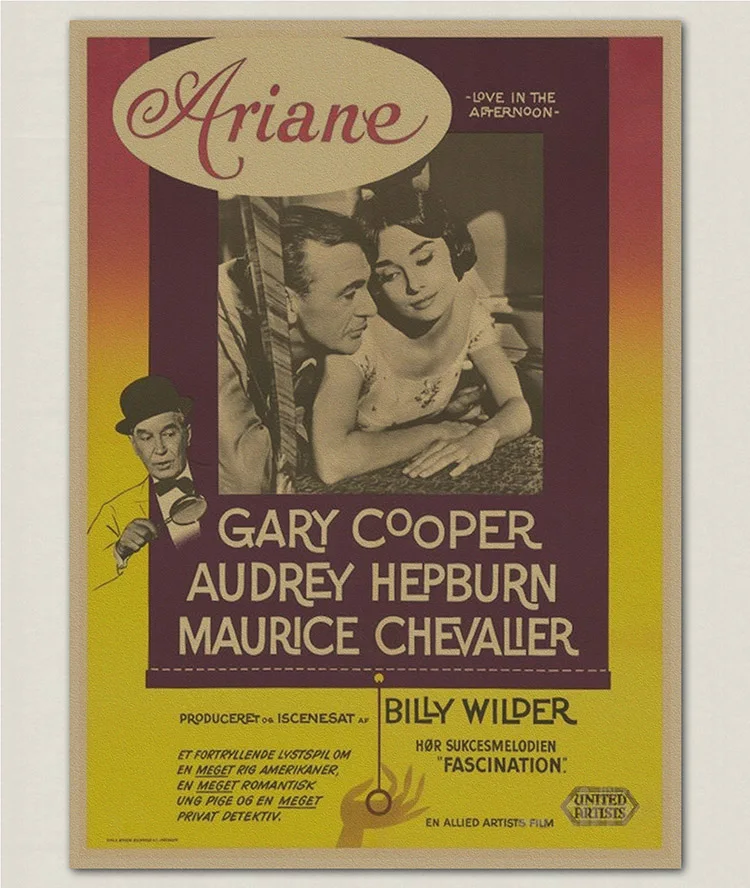 Ariane
-LOVE IN THE
AFTERNOON-
GARY COOPER
AUDREY HEPBURN
MAURICE CHEVALIER
PRODUCERET OG ISCENESAT AF BILLY WILDER
HØR SUKCESMELODIEN
"FASCINATION".
ET FORTRYLLENDE LYSTSPIL OM
EN MEGET RIG AMERIKANER,
EN MEGET ROMANTISK
UNG PIGE OG EN MEGET
PRIVAT DETEKTIV.
EN ALLIED ARTISTS FILM
UNITED
ARTISTS